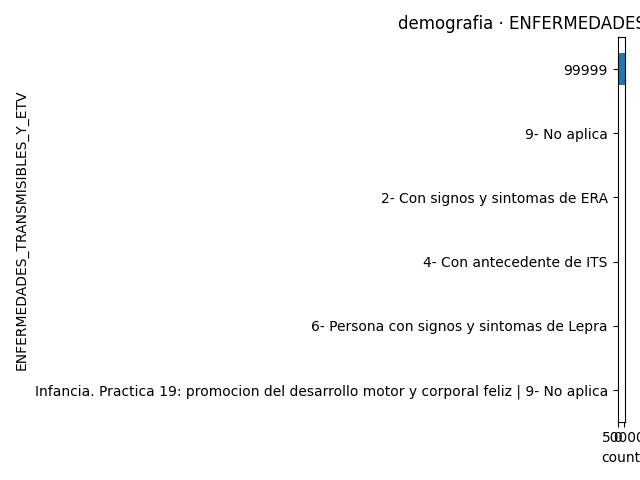 demografia · ENFERMEDADES
ENFERMEDADES_TRANSMISIBLES_Y_ETV
99999
9- No aplica
2- Con signos y sintomas de ERA
4- Con antecedente de ITS
6- Persona con signos y sintomas de Lepra
Infancia. Practica 19: promocion del desarrollo motor y corporal feliz | 9- No aplica
count